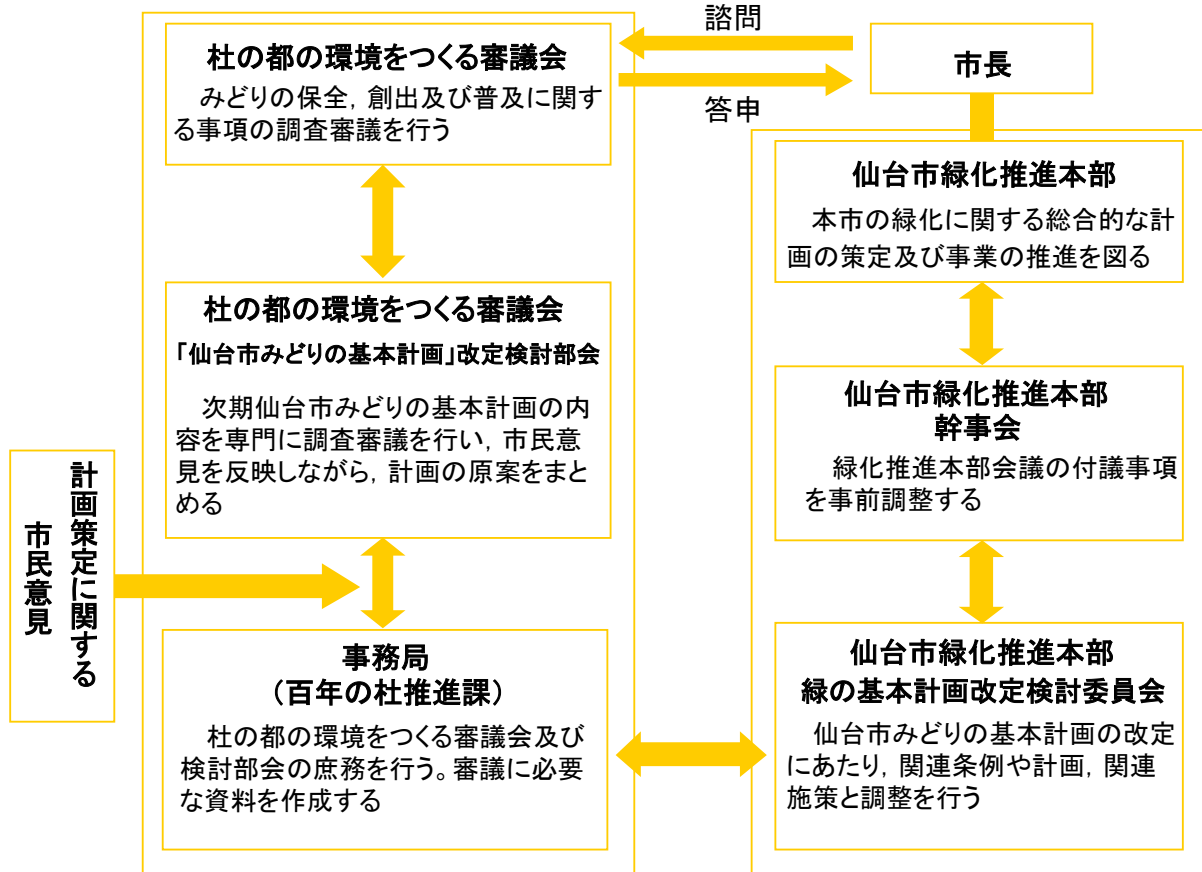 諮問
答申
杜の都の環境をつくる審議会
みどりの保全，創出及び普及に関す
る事項の調査審議を行う
杜の都の環境をつくる審議会
「仙台市みどりの基本計画」改定検討部会
次期仙台市みどりの基本計画の内
容を専門に調査審議を行い，市民意
見を反映しながら，計画の原案をまと
める
計画策定に関する
市民意見
事務局
（百年の杜推進課）
杜の都の環境をつくる審議会及び
検討部会の庶務を行う。審議に必要
な資料を作成する
市長
仙台市緑化推進本部
本市の緑化に関する総合的な計
画の策定及び事業の推進を図る
仙台市緑化推進本部
幹事会
緑化推進本部会議の付議事項
を事前調整する
仙台市緑化推進本部
緑の基本計画改定検討委員会
仙台市みどりの基本計画の改定
にあたり，関連条例や計画，関連
施策と調整を行う